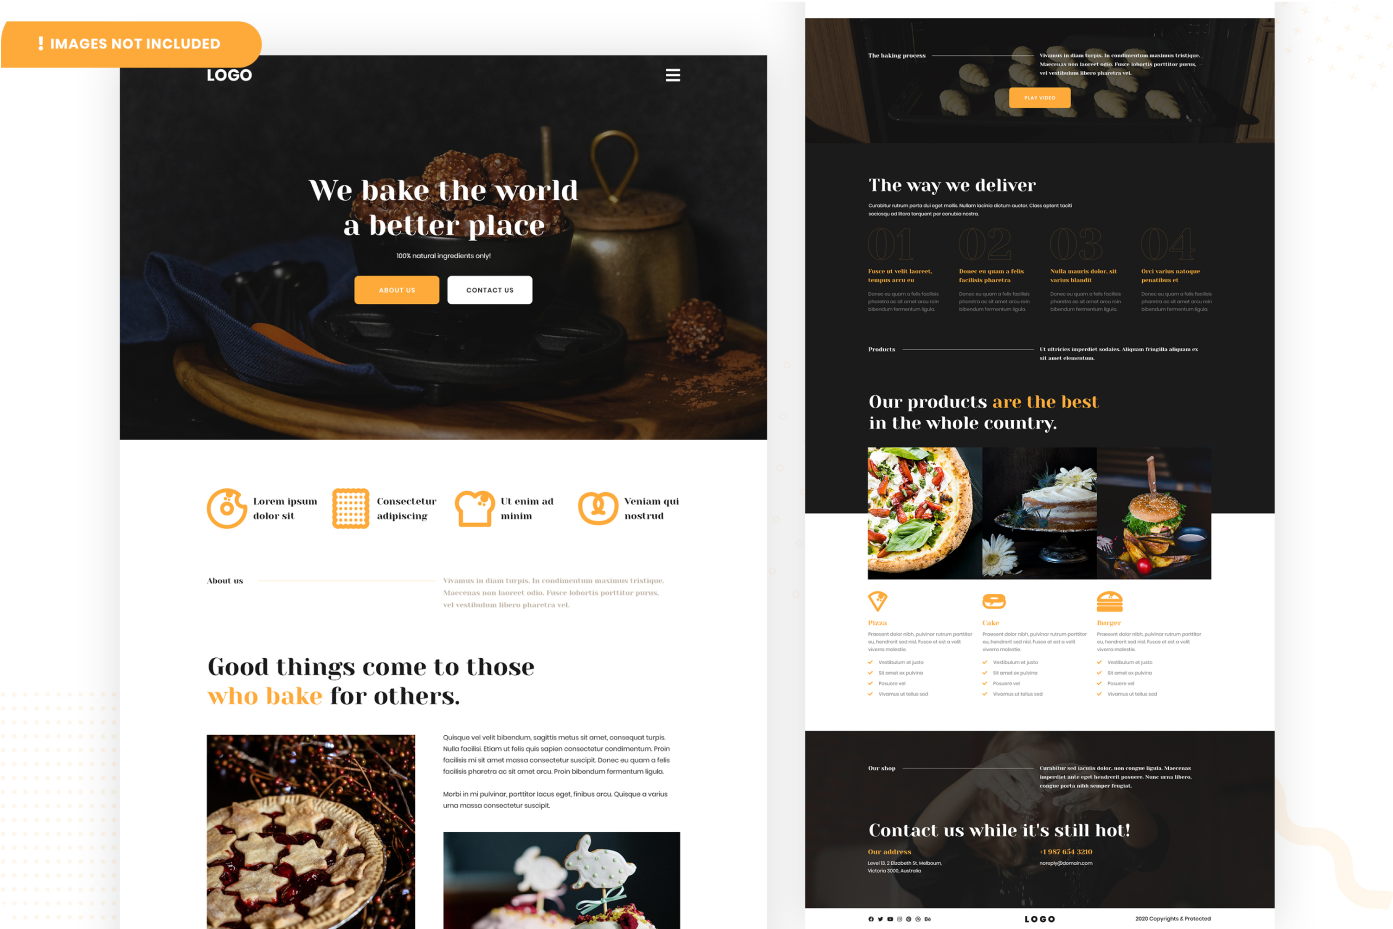 ! IMAGES NOT INCLUDED
LOGO
We bake the world
a better place
100% natural ingredients only!
ABOUT US
CONTACT US
Lorem ipsum
dolor sit
Consectetur
adipiscing
Ut enim ad
minim
Veniam qui
nostrud
About us
Vivamus in diam turpis. In condimentum maximus tristique.
Maecenas non laoreet odio. Fusce lobortis porttitor purus,
vel vestibulum libero pharetra vel.
Good things come to those
who bake for others.
Quisque vel velit bibendum, sagittis metus sit amet, consequat turpis.
Nulla facilisi. Etiam ut felis quis sapien consectetur condimentum. Proin
facilisis mi sit amet massa consectetur suscipit. Donec eu quam a felis
facilisis pharetra ac sit amet arcu. Proin bibendum fermentum ligula.
Morbi in mi pulvinar, porttitor lacus eget, finibus arcu. Quisque a varius
urna massa consectetur suscipit.
The baking process
Vivamus in diam turpis. In condimentum maximus tristique.
Maecenas non laoreet odio. Fusce lobortis porttitor purus,
vel vestibulum libero pharetra vel.
PLAY VIDEO
The way we deliver
Curabitur rutrum porta dui eget mollis. Nullam lacinia dictum auctor. Class aptent taciti
sociosqu ad litora torquent per conubia nostra.
01
02
03
04
Fusce ut velit laoreet,
tempus arcu eu
Donec eu quam a felis
facilisis pharetra
Nulla mauris dolor, sit
varius blandit
Orci varius natoque
penatibus et
Donec eu quam a felis facilisis
pharetra ac sit amet arcu roin
bibendum fermentum ligula.
Donec eu quam a felis facilisis
pharetra ac sit amet arcu roin
bibendum fermentum ligula.
Donec eu quam a felis facilisis
pharetra ac sit amet arcu roin
bibendum fermentum ligula.
Donec eu quam a felis facilisis
pharetra ac sit amet arcu roin
bibendum fermentum ligula.
Products
Ut ultricies imperdiet sodales. Aliquam fringilla aliquam ex
sit amet elementum.
Our products are the best
in the whole country.
Pizza
Praesent dolor nibh, pulvinar rutrum porttitor
eu, hendrerit sed nisl. Fusce et est a velit
viverra molestie.
Vestibulum et justo
Sit amet ex pulvina
Posuere vel
Vivamus ut tellus sed
Cake
Praesent dolor nibh, pulvinar rutrum porttitor
eu, hendrerit sed nisl. Fusce et est a velit
viverra molestie.
Vestibulum et justo
Sit amet ex pulvina
Posuere vel
Vivamus ut tellus sed
Burger
Praesent dolor nibh, pulvinar rutrum porttitor
eu, hendrerit sed nisl. Fusce et est a velit
viverra molestie.
Vestibulum et justo
Sit amet ex pulvina
Posuere vel
Vivamus ut tellus sed
Our shop
Curabitur sed iaculis dolor, non congue ligula. Maecenas
imperdiet ante eget hendrerit posuere. Nunc urna libero,
congue porta nibh semper feugiat.
Contact us while it's still hot!
Our address
Level 13, 2 Elizabeth St, Melbourn,
Victoria 3000, Australia
+1 987 654 3210
noreply@domain.com
LOGO
2020 Copyrights & Protected